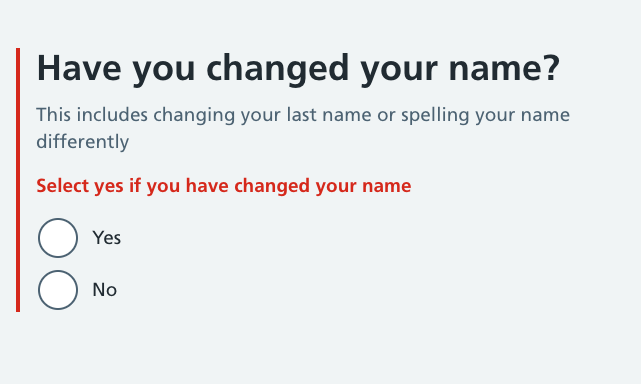 Have you changed your name?
This includes changing your last name or spelling your name
differently
Select yes if you have changed your name
Yes
No